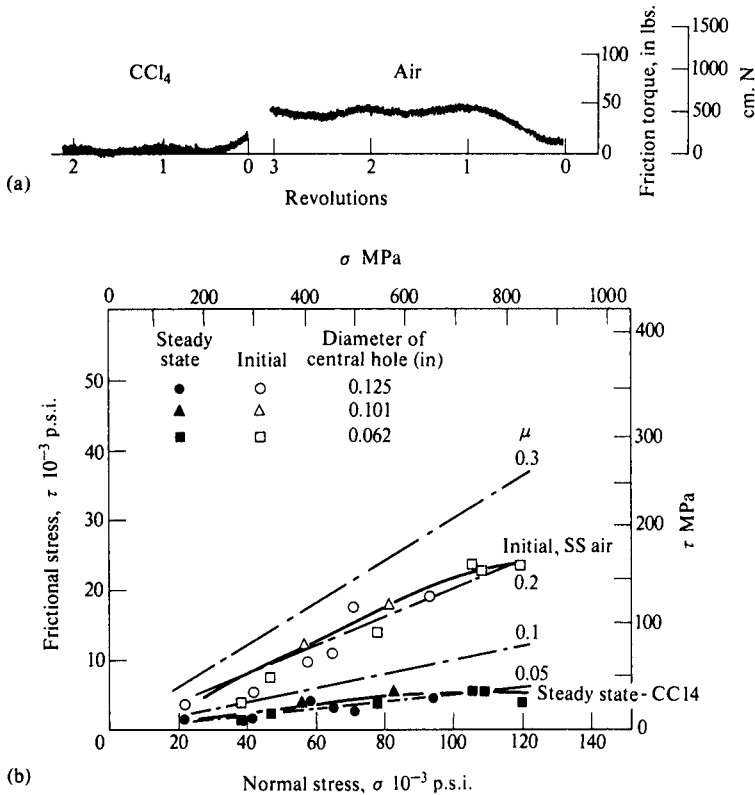 CCl4
Air
100
50
0
Friction torque, in lbs.
1500
1000
500
0
cm. N
2 1 0 3 2 1 0
(a)
Revolutions
σ MPa
0 200 400 600 800 1000
Steady state
Initial
Diameter of central hole (in)
0.125
0.101
0.062
μ
0.3
Initial, SS air
0.2
0.1
0.05
Steady state - CC14
50
40
30
20
10
0
Frictional stress, τ 10⁻³ p.s.i.
400
300
200
100
0
τ MPa
0 20 40 60 80 100 120 140
(b)
Normal stress, σ 10⁻³ p.s.i.